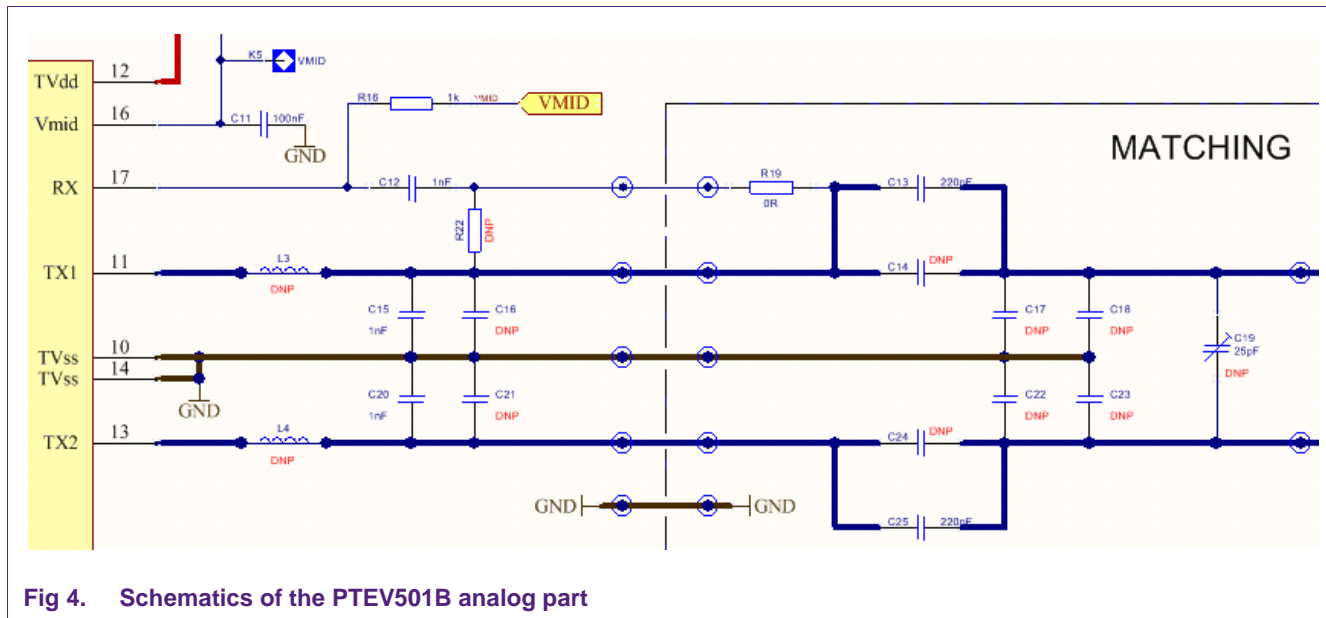 K5 VMID
TVdd 12
Vmid 16
C11 100nF
GND
R16 1k VMID VMID
MATCHING
RX 17
C12 1nF
R19
0R
C13 220pF
R22 DNP
TX1 11
L3
DNP
C14 DNP
C15
1nF
C16
DNP
C17
DNP
C18
DNP
C19
25pF
DNP
TVss 10
TVss 14
GND
C20
1nF
C21
DNP
C22
DNP
C23
DNP
TX2 13
L4
DNP
C24 DNP
GND GND
C25 220pF
Fig 4. Schematics of the PTEV501B analog part